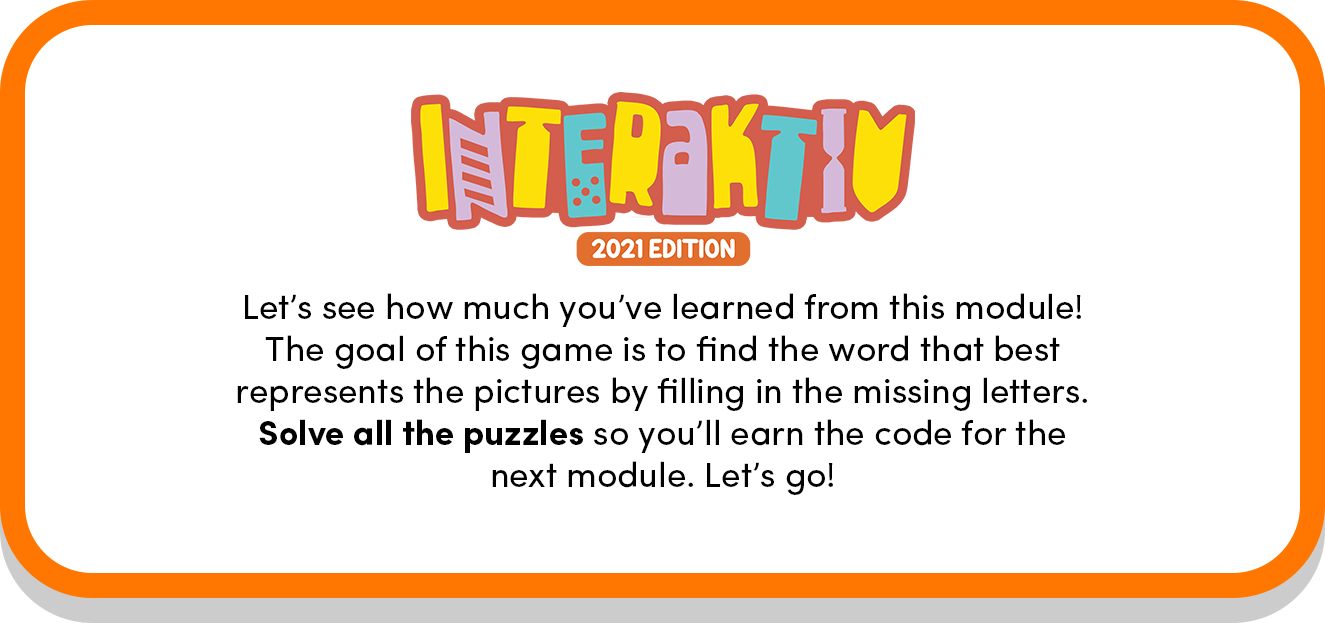 INTERaKTIV
2021 EDITION
Let’s see how much you’ve learned from this module!
The goal of this game is to find the word that best
represents the pictures by filling in the missing letters.
Solve all the puzzles so you’ll earn the code for the
next module. Let’s go!